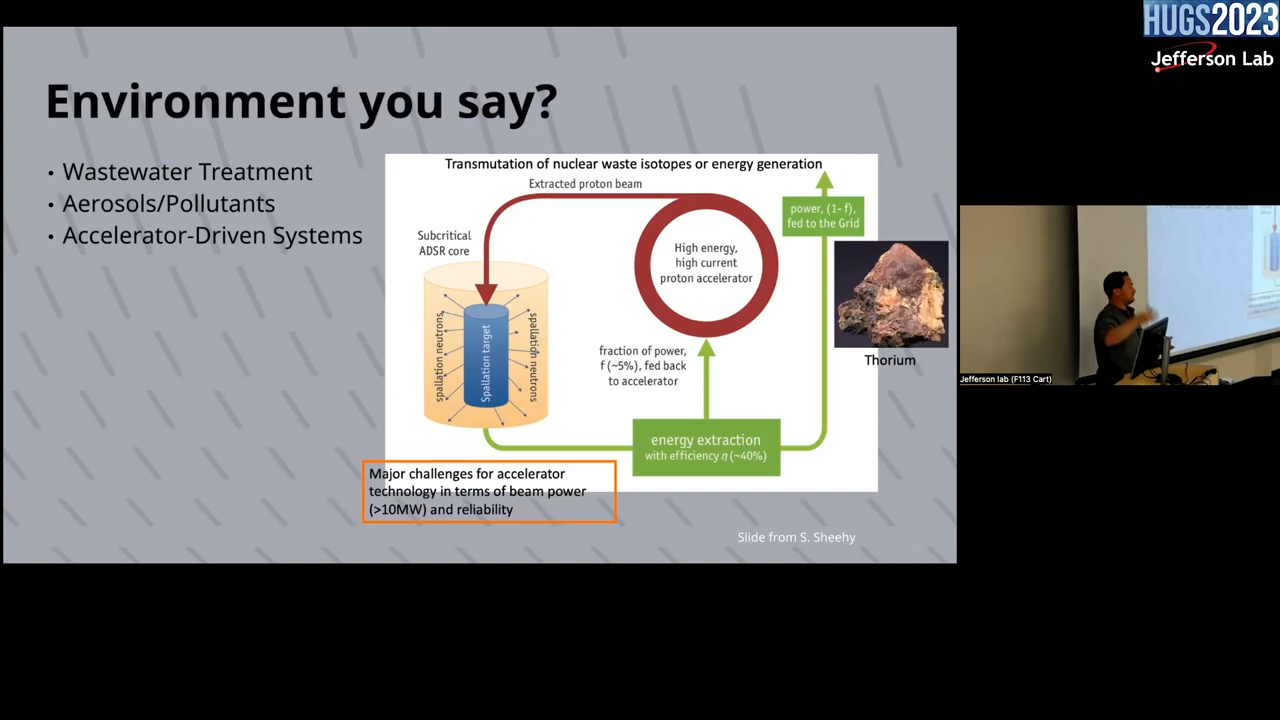 HUGS2023
Jefferson Lab
Environment you say?
• Wastewater Treatment
• Aerosols/Pollutants
• Accelerator-Driven Systems
Transmutation of nuclear waste isotopes or energy generation
Extracted proton beam
power, (1- f),
fed to the Grid
Subcritical
ADSR core
High energy,
high current
proton accelerator
spallation neutrons
Spallation target
spallation neutrons
fraction of power,
f (~5%), fed back
to accelerator
Thorium
energy extraction
with efficiency η (~40%)
Major challenges for accelerator
technology in terms of beam power
(>10MW) and reliability
Slide from S. Sheehy
Jefferson lab (F113 Cart)